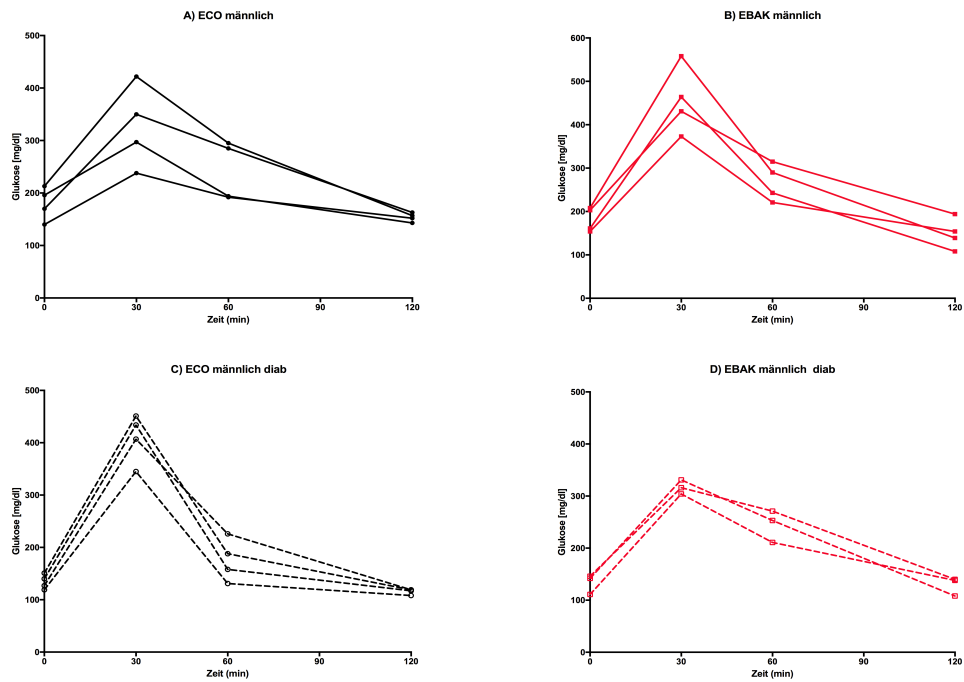 A) ECO männlich
500
400
300
200
100
0
Glukose [mg/dl]
0 30 60 90 120
Zeit (min)
B) EBAK männlich
600
500
400
300
200
100
0
Glukose [mg/dl]
0 30 60 90 120
Zeit (min)
C) ECO männlich diab
500
400
300
200
100
0
Glukose [mg/dl]
0 30 60 90 120
Zeit (min)
D) EBAK männlich diab
500
400
300
200
100
0
Glukose [mg/dl]
0 30 60 90 120
Zeit (min)